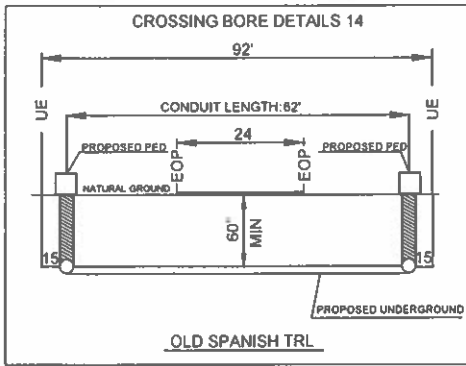 CROSSING BORE DETAILS 14
92'
UE
UE
CONDUIT LENGTH:62'
24
PROPOSED PED
PROPOSED PED
EOP
EOP
NATURAL GROUND
60"
MIN
15
15
PROPOSED UNDERGROUND
OLD SPANISH TRL